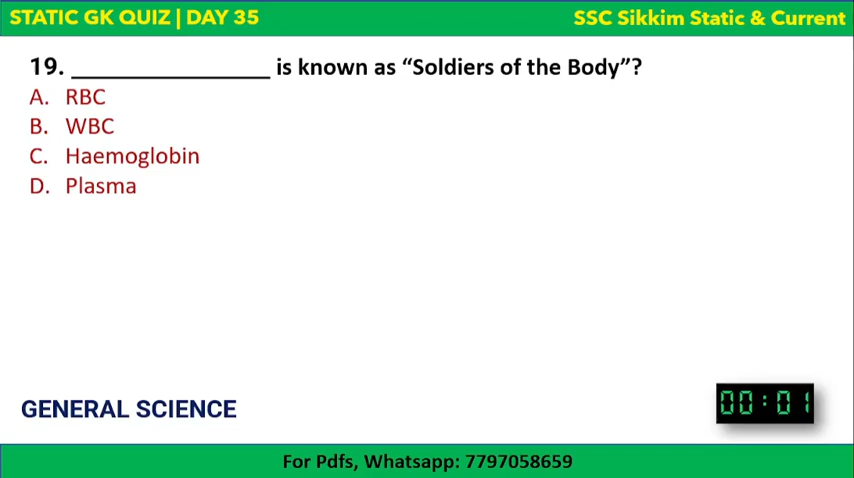 STATIC GK QUIZ | DAY 35
SSC Sikkim Static & Current
19. _________________ is known as “Soldiers of the Body”?
A. RBC
B. WBC
C. Haemoglobin
D. Plasma
GENERAL SCIENCE
00:01
For Pdfs, Whatsapp: 7797058659